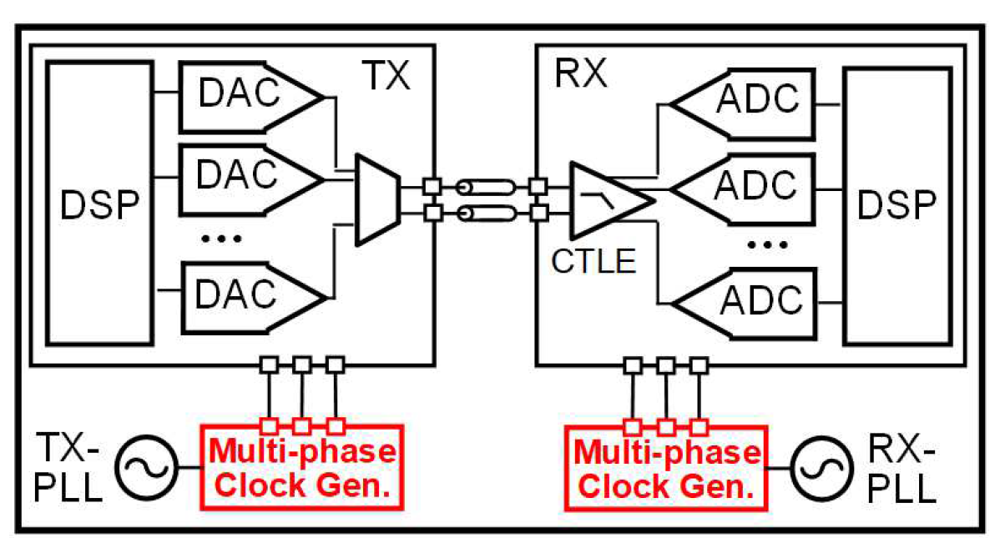 TX
DSP
DAC
DAC
...
DAC
RX
CTLE
ADC
ADC
...
ADC
DSP
TX-
PLL
Multi-phase
Clock Gen.
Multi-phase
Clock Gen.
RX-
PLL